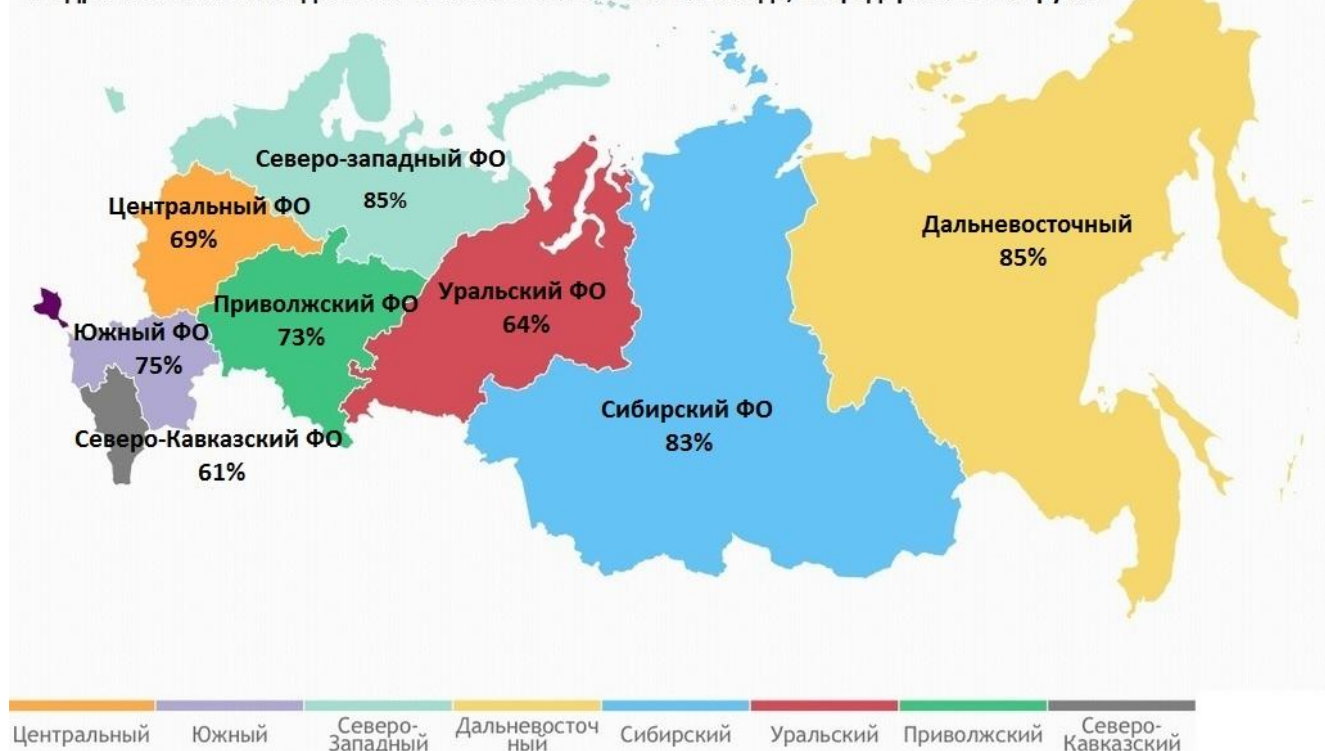 Северо-западный ФО
85%
Центральный ФО
69%
Дальневосточный
85%
Приволжский ФО
73%
Уральский ФО
64%
Южный ФО
75%
Сибирский ФО
83%
Северо-Кавказский ФО
61%
Центральный
Южный
Северо-
Западный
Дальневосточ
ный
Сибирский
Уральский
Приволжский
Северо-
Кавказский